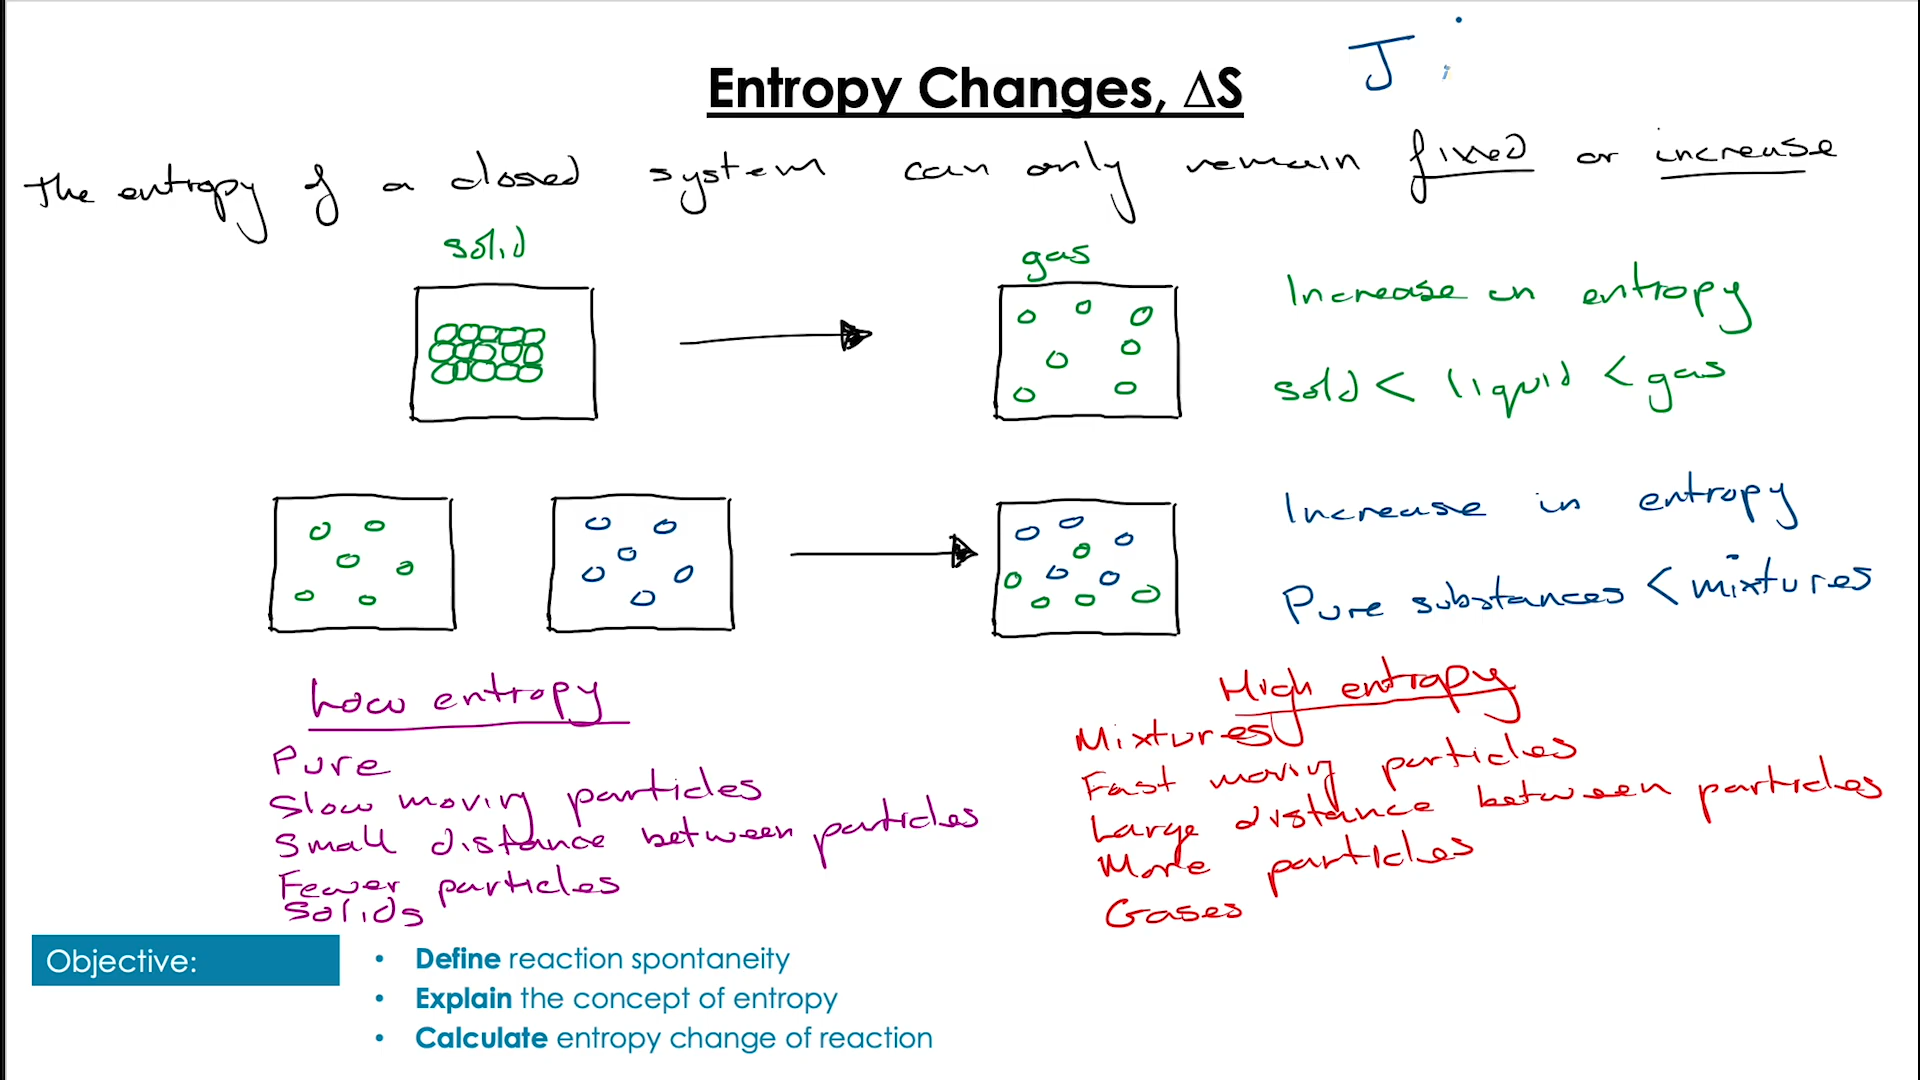 Entropy Changes, ΔS
J
The entropy of a closed system can only remain fixed or increase
solid
gas
Increase in entropy
solid < liquid < gas
Increase in entropy
Pure substances < mixtures
Low entropy
Pure
Slow moving particles
Small distance between particles
Fewer particles
Solids
High entropy
Mixtures
Fast moving particles
Large distance between particles
More particles
Gases
Objective:
• Define reaction spontaneity
• Explain the concept of entropy
• Calculate entropy change of reaction